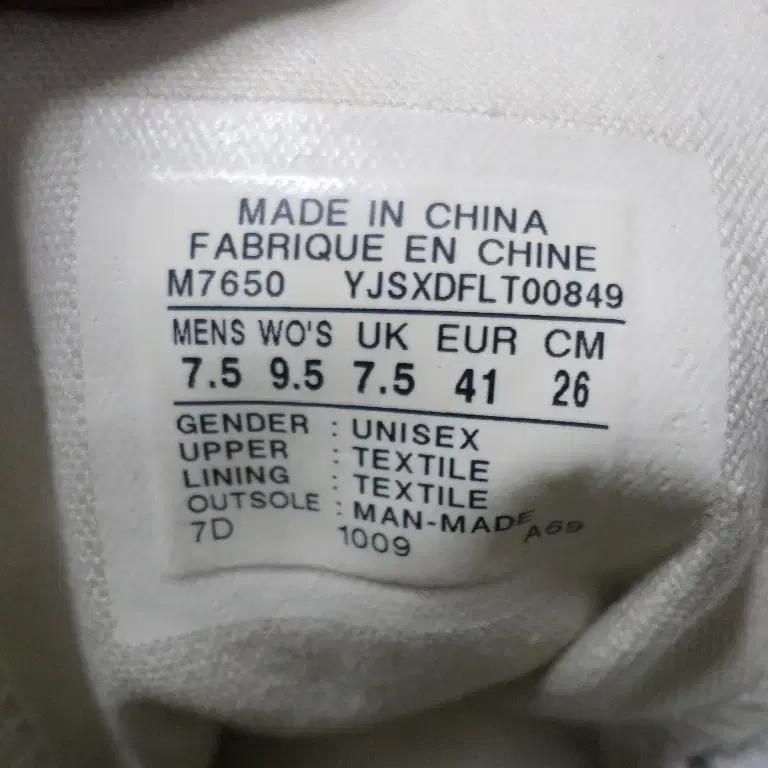 MADE IN CHINA
FABRIQUE EN CHINE
M7650 YJSXDFLT00849
MENS WO'S UK EUR CM
7.5 9.5 7.5 41 26
GENDER : UNISEX
UPPER : TEXTILE
LINING : TEXTILE
OUTSOLE : MAN-MADE A69
7D 1009